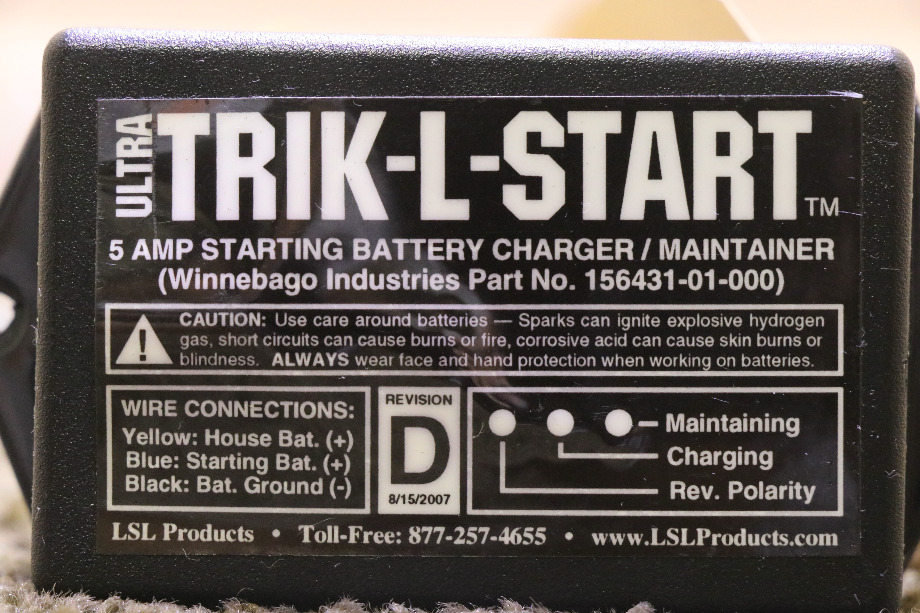 ULTRA TRIK-L-START™
5 AMP STARTING BATTERY CHARGER / MAINTAINER
(Winnebago Industries Part No. 156431-01-000)
CAUTION: Use care around batteries — Sparks can ignite explosive hydrogen
gas, short circuits can cause burns or fire, corrosive acid can cause skin burns or
blindness. ALWAYS wear face and hand protection when working on batteries.
WIRE CONNECTIONS:
Yellow: House Bat. (+)
Blue: Starting Bat. (+)
Black: Bat. Ground (-)
REVISION
D
8/15/2007
Maintaining
Charging
Rev. Polarity
LSL Products • Toll-Free: 877-257-4655 • www.LSLProducts.com